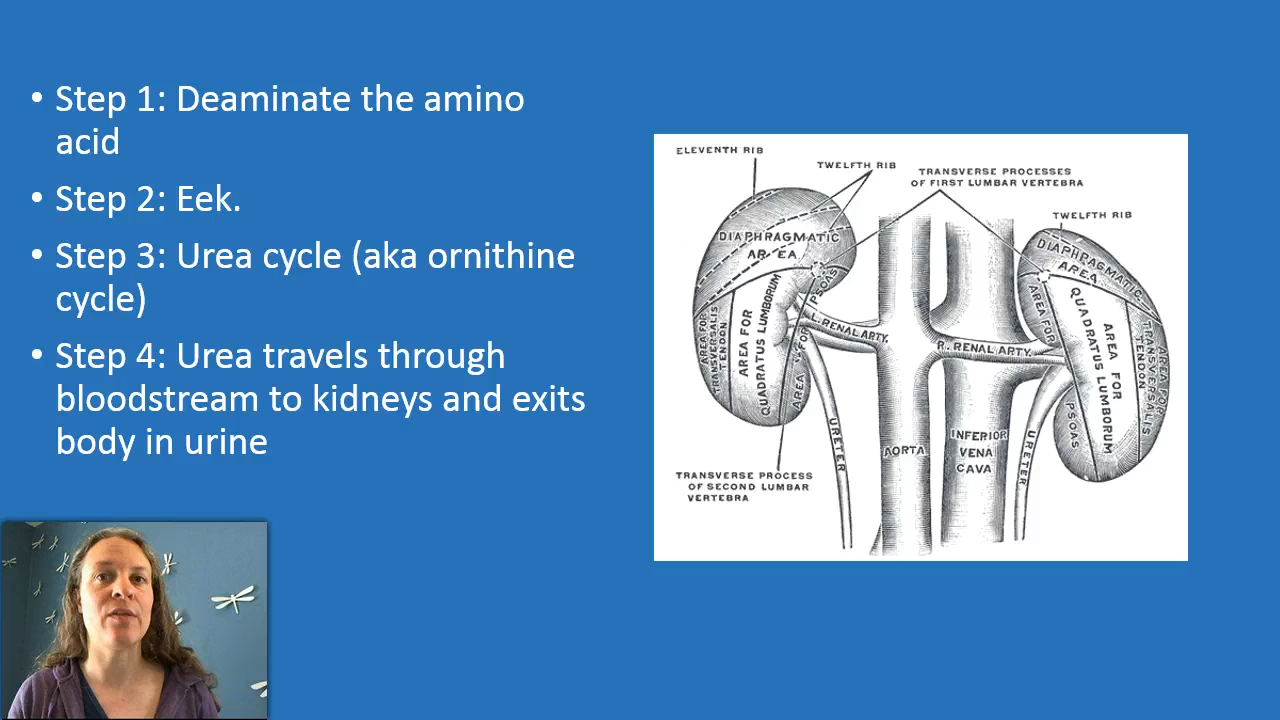 • Step 1: Deaminate the amino
acid
• Step 2: Eek.
• Step 3: Urea cycle (aka ornithine
cycle)
• Step 4: Urea travels through
bloodstream to kidneys and exits
body in urine
ELEVENTH RIB
TWELFTH RIB
TRANSVERSE PROCESSES
OF FIRST LUMBAR VERTEBRA
TWELFTH RIB
DIAPHRAGMATIC
AREA
DIAPHRAGMATIC
AREA
PSOAS
AREA FOR
AREA FOR
TRANSVERSALIS
TENDON
AREA FOR
QUADRATUS LUMBORUM
L. RENAL ARTY.
R. RENAL ARTY.
AREA FOR
PSOAS
QUADRATUS LUMBORUM
AREA FOR
TRANSVERSALIS
TENDON
AREA FOR
URETER
AORTA
INFERIOR
VENA
CAVA
URETER
TRANSVERSE PROCESS
OF SECOND LUMBAR
VERTEBRA